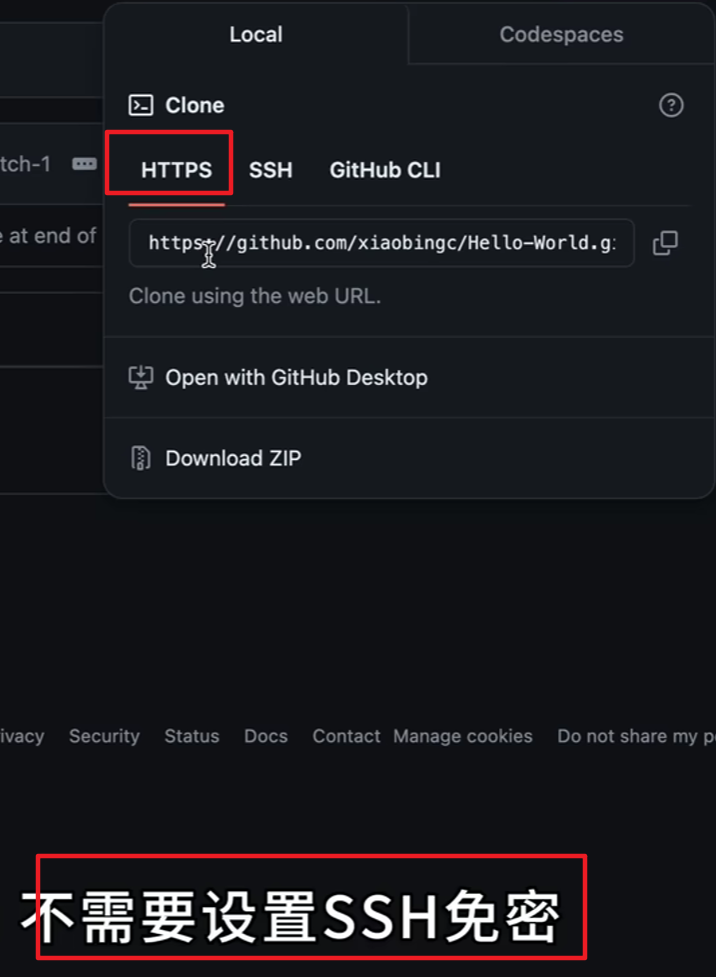 Local Codespaces
Clone
tch-1
HTTPS SSH GitHub CLI
e at end of
https://github.com/xiaobingc/Hello-World.g
Clone using the web URL.
Open with GitHub Desktop
Download ZIP
ivacy Security Status Docs Contact Manage cookies Do not share my p
不需要设置SSH免密